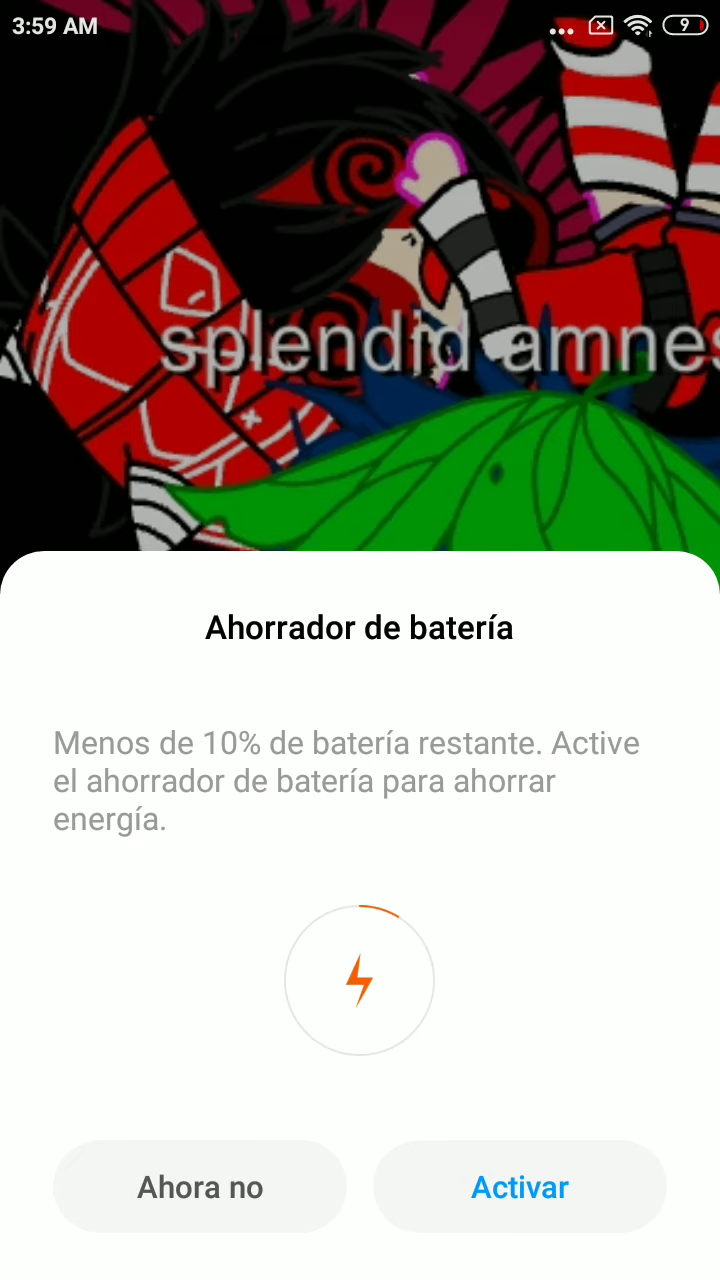 3:59 AM
9
splendid amnes
Ahorrador de batería
Menos de 10% de batería restante. Active
el ahorrador de batería para ahorrar
energía.
Ahora no
Activar